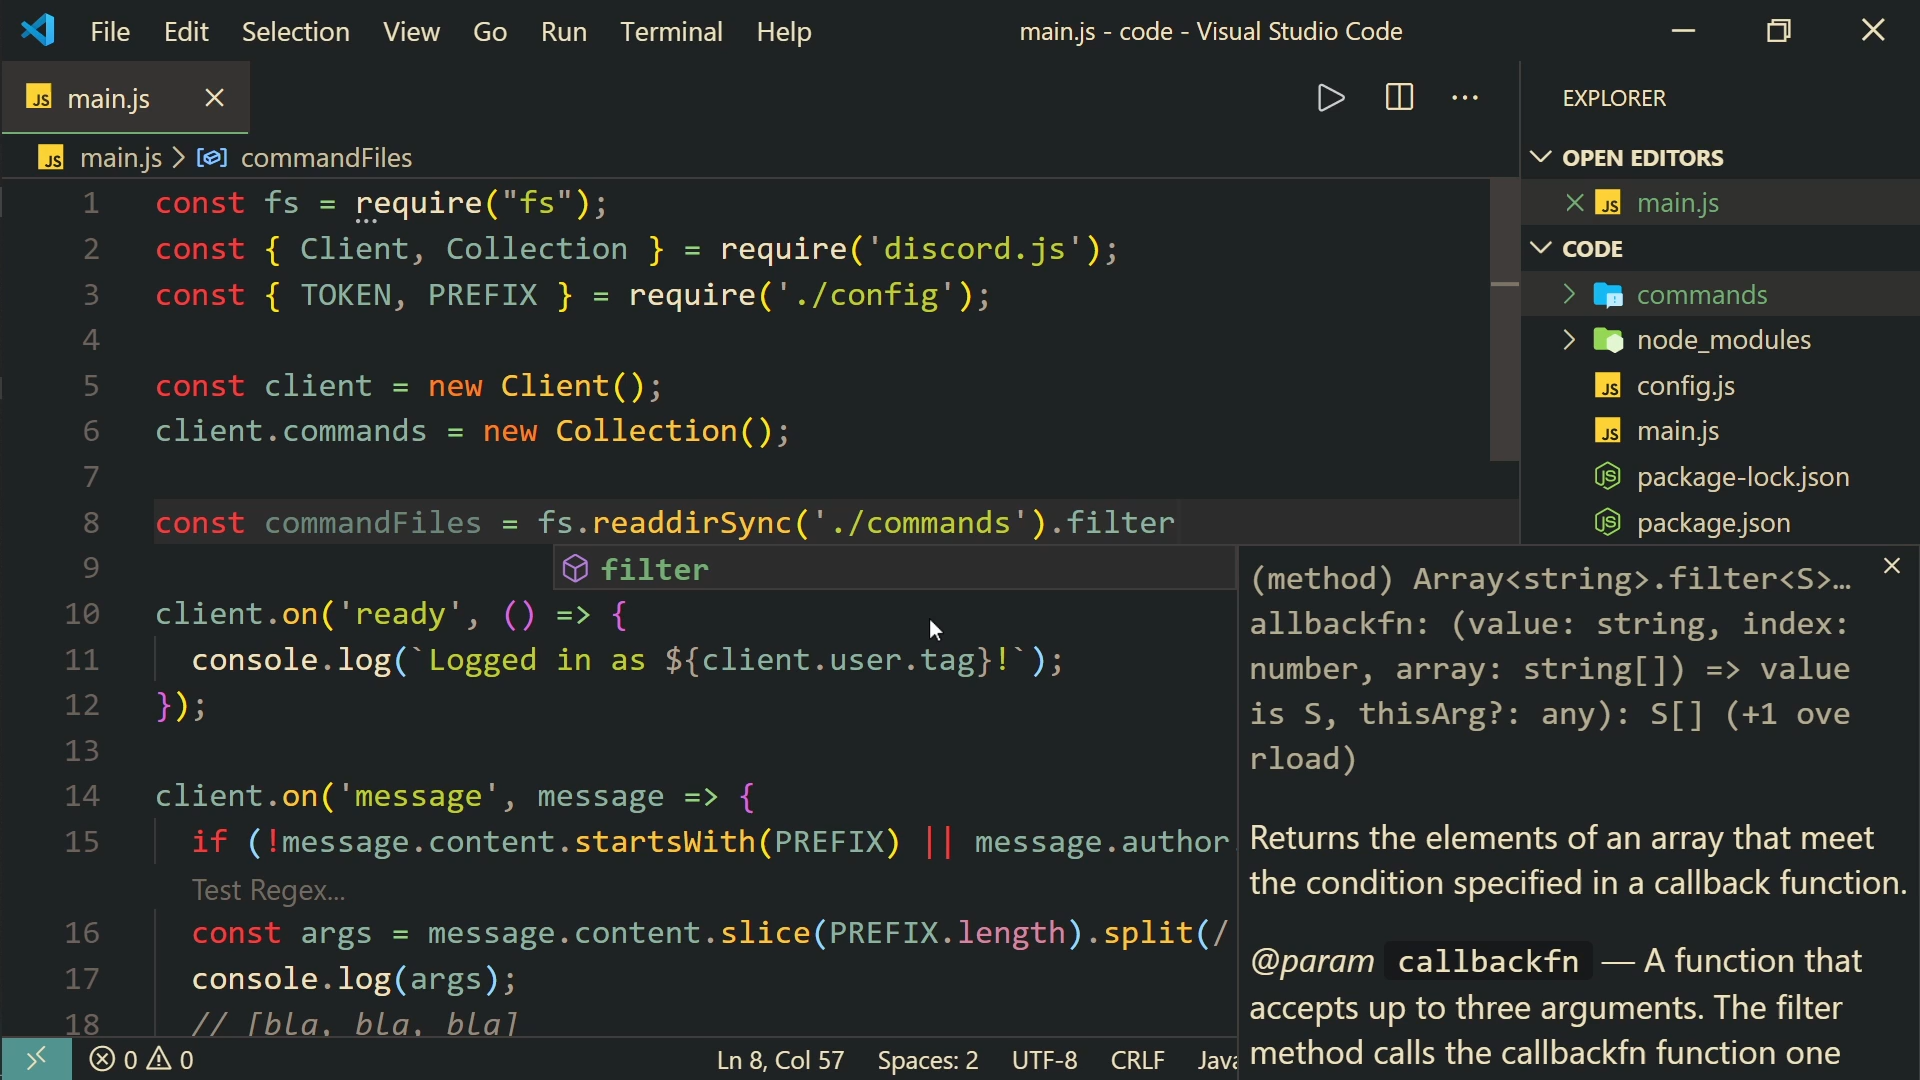 File Edit Selection View Go Run Terminal Help
main.js - code - Visual Studio Code
JS main.js
JS main.js > commandFiles
1 const fs = require("fs");
2 const { Client, Collection } = require('discord.js');
3 const { TOKEN, PREFIX } = require('./config');
4
5 const client = new Client();
6 client.commands = new Collection();
7
8 const commandFiles = fs.readdirSync('./commands').filter
filter
9
10 client.on('ready', () => {
11 console.log(`Logged in as ${client.user.tag}!`);
12 });
13
14 client.on('message', message => {
15 if (!message.content.startsWith(PREFIX) || message.author.
Test Regex...
16 const args = message.content.slice(PREFIX.length).split(/
17 console.log(args);
18 // [bla, bla, bla]
(method) Array<string>.filter<S>…
allbackfn: (value: string, index:
number, array: string[]) => value
is S, thisArg?: any): S[] (+1 ove
rload)
Returns the elements of an array that meet
the condition specified in a callback function.
@param callbackfn — A function that
accepts up to three arguments. The filter
method calls the callbackfn function one
EXPLORER
OPEN EDITORS
JS main.js
CODE
commands
node_modules
JS config.js
JS main.js
JS package-lock.json
JS package.json
0 0
Ln 8, Col 57 Spaces: 2 UTF-8 CRLF Java